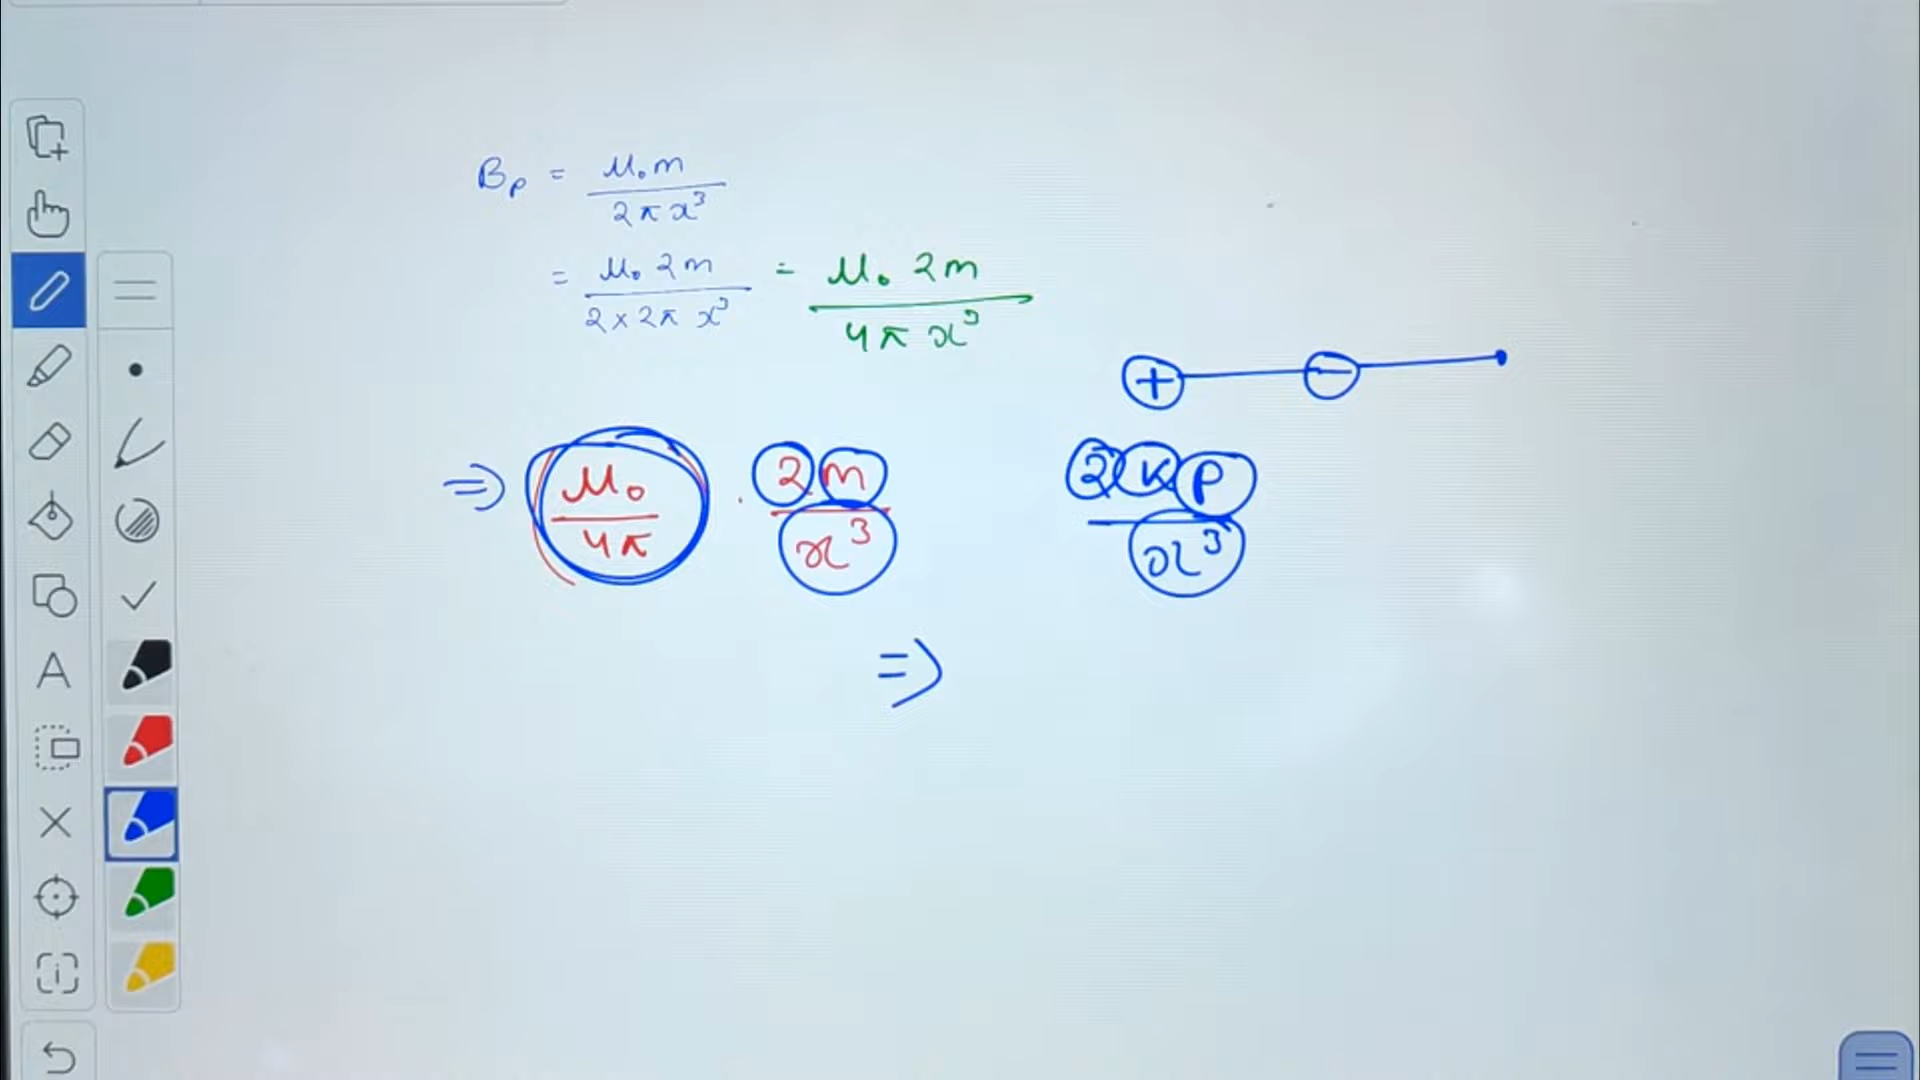 Bₚ = μ₀m / 2πx³
= μ₀ 2m / 2×2π x³ = μ₀ 2m / 4π x³
+ −
⇒ μ₀/4π · 2m/x³ 2KP/x³
⇒
A